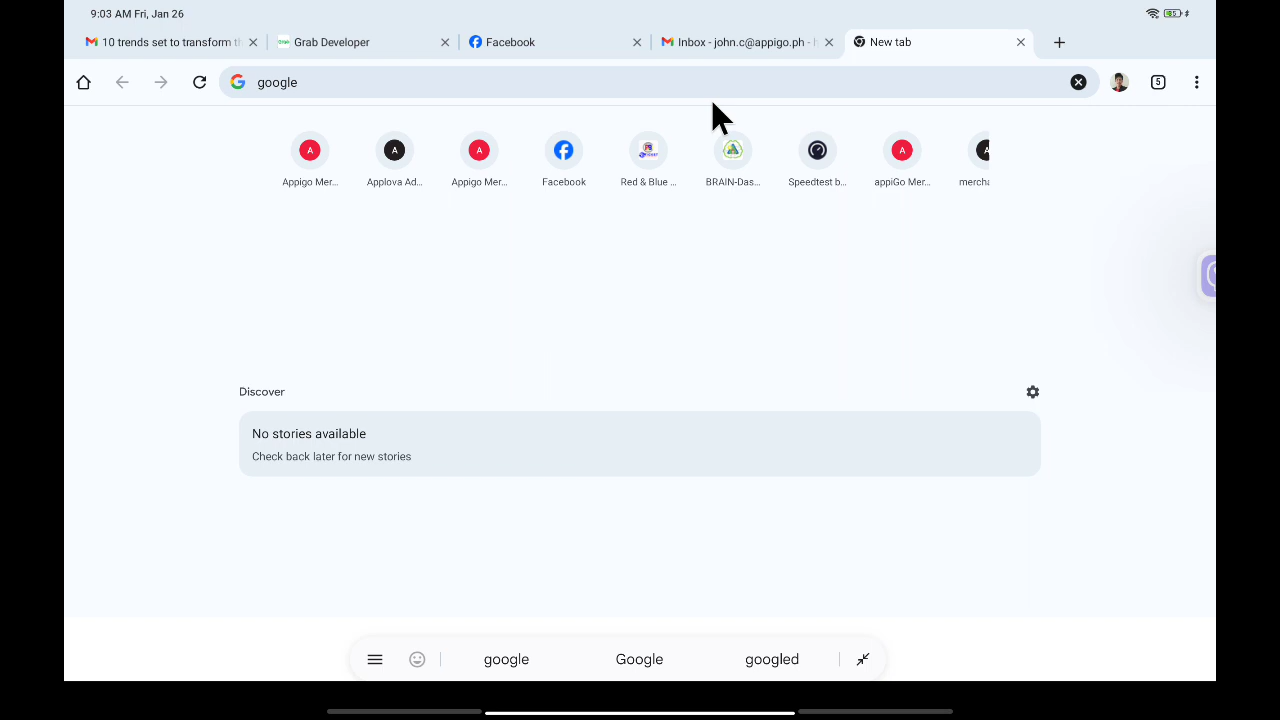 9:03 AM Fri, Jan 26
10 trends set to transform th
Grab Developer
Facebook
Inbox - john.c@appigo.ph -
New tab
google
5
A
A
A
A
A
Appigo Mer...
Applova Ad...
Appigo Mer...
Facebook
Red & Blue ...
BRAIN-Das...
Speedtest b...
appiGo Mer...
mercha
Discover
No stories available
Check back later for new stories
google
Google
googled